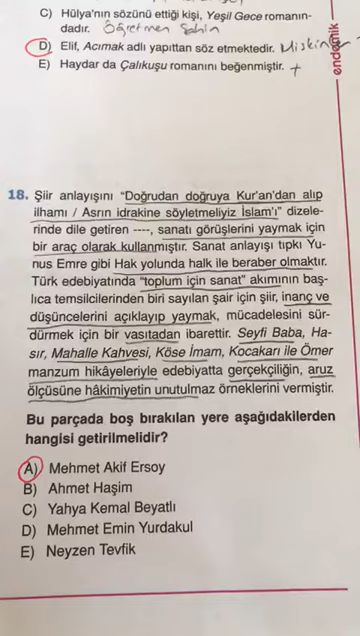 C) Hülya'nın sözünü ettiği kişi, Yeşil Gece romanın-
dadır. Öğretmen Şahin
D) Elif, Acımak adlı yapıttan söz etmektedir.
E) Haydar da Çalıkuşu romanını beğenmiştir. +
endemik
18. Şiir anlayışını "Doğrudan doğruya Kur'an'dan alıp
ilhamı / Asrın idrakine söyletmeliyiz İslam'ı" dizele-
rinde dile getiren ----, sanatı görüşlerini yaymak için
bir araç olarak kullanmıştır. Sanat anlayışı tıpkı Yu-
nus Emre gibi Hak yolunda halk ile beraber olmaktır.
Türk edebiyatında "toplum için sanat" akımının baş-
lıca temsilcilerinden biri sayılan şair için şiir, inanç ve
düşüncelerini açıklayıp yaymak, mücadelesini sür-
dürmek için bir vasıtadan ibarettir. Seyfi Baba, Ha-
sır, Mahalle Kahvesi, Köse İmam, Kocakarı ile Ömer
manzum hikâyeleriyle edebiyatta gerçekçiliğin, aruz
ölçüsüne hâkimiyetin unutulmaz örneklerini vermiştir.
Bu parçada boş bırakılan yere aşağıdakilerden
hangisi getirilmelidir?
A) Mehmet Akif Ersoy
B) Ahmet Haşim
C) Yahya Kemal Beyatlı
D) Mehmet Emin Yurdakul
E) Neyzen Tevfik